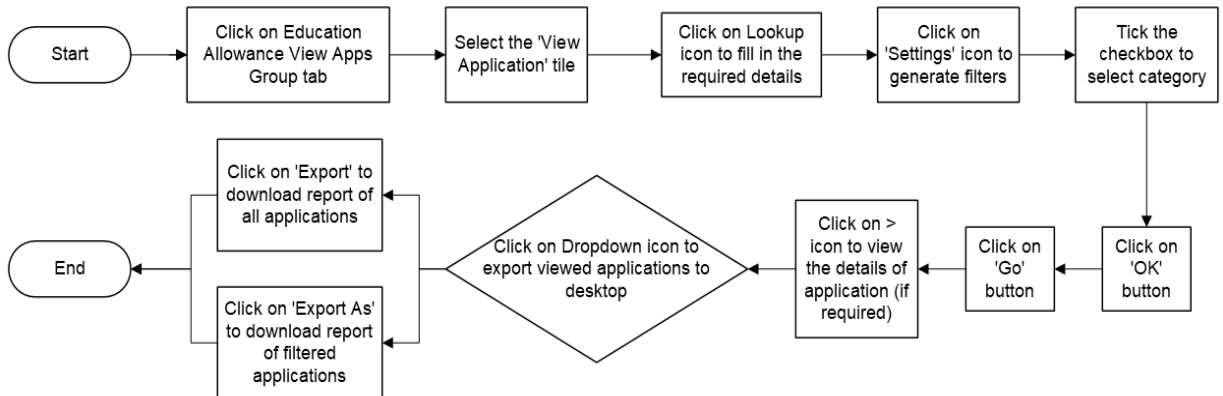 Start
Click on Education
Allowance View Apps
Group tab
Select the 'View
Application' tile
Click on Lookup
icon to fill in the
required details
Click on
'Settings' icon to
generate filters
Tick the
checkbox to
select category
Click on
'OK'
button
Click on
'Go'
button
Click on >
icon to view
the details of
application (if
required)
Click on Dropdown icon to
export viewed applications to
desktop
Click on 'Export' to
download report of
all applications
Click on 'Export As'
to download report
of filtered
applications
End